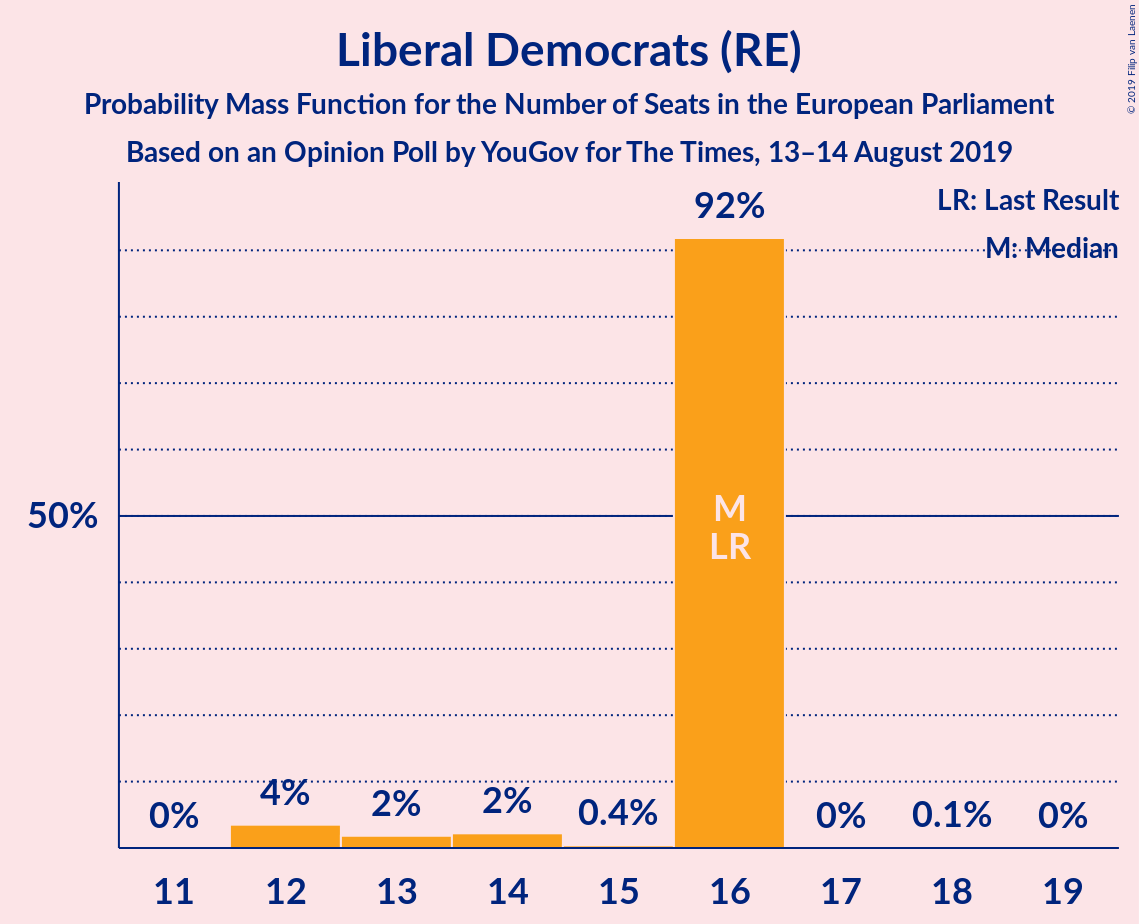 Liberal Democrats (RE)
Probability Mass Function for the Number of Seats in the European Parliament
Based on an Opinion Poll by YouGov for The Times, 13–14 August 2019
© 2019 Filip van Laenen
LR: Last Result
M: Median
50%
0%
4%
2%
2%
0.4%
92%
0%
0.1%
0%
M
LR
11
12
13
14
15
16
17
18
19